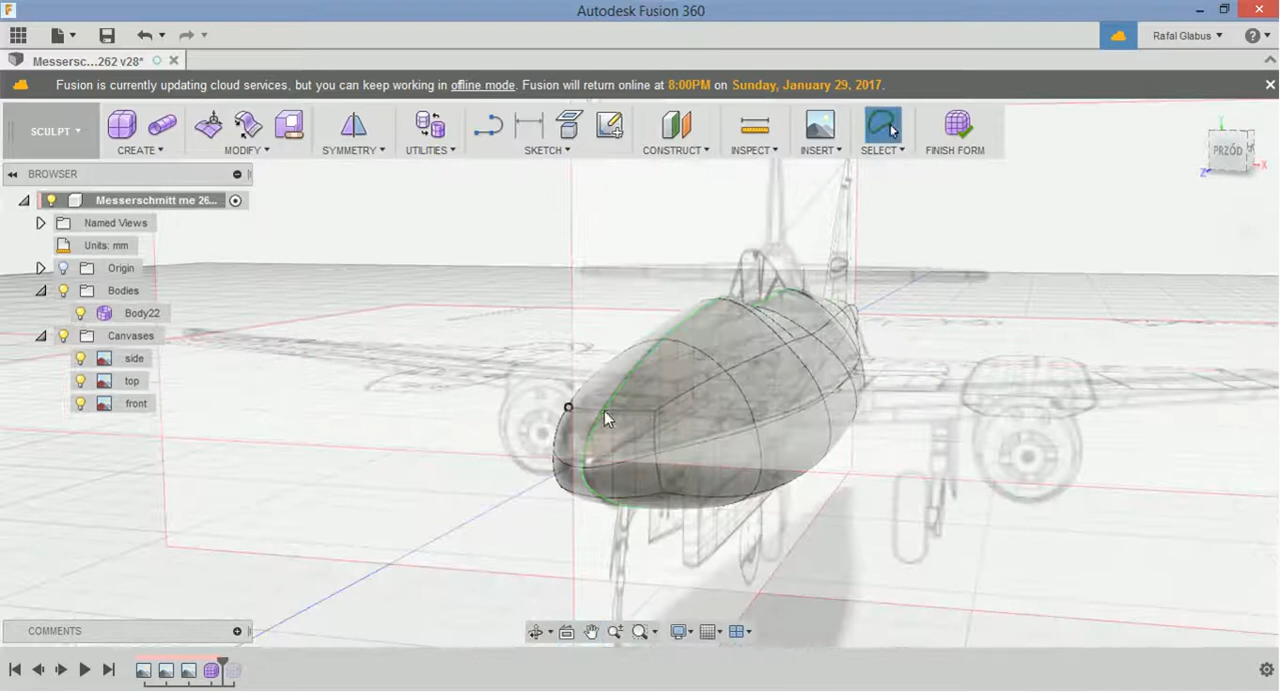 Autodesk Fusion 360
Rafal Glabus
Messersc...262 v28*
Fusion is currently updating cloud services, but you can keep working in offline mode. Fusion will return online at 8:00PM on Sunday, January 29, 2017.
SCULPT
CREATE MODIFY SYMMETRY UTILITIES SKETCH CONSTRUCT INSPECT INSERT SELECT FINISH FORM
PRZÓD
X
Y
Z
BROWSER
Messerschmitt me 26...
Named Views
Units: mm
Origin
Bodies
Body22
Canvases
side
top
front
COMMENTS